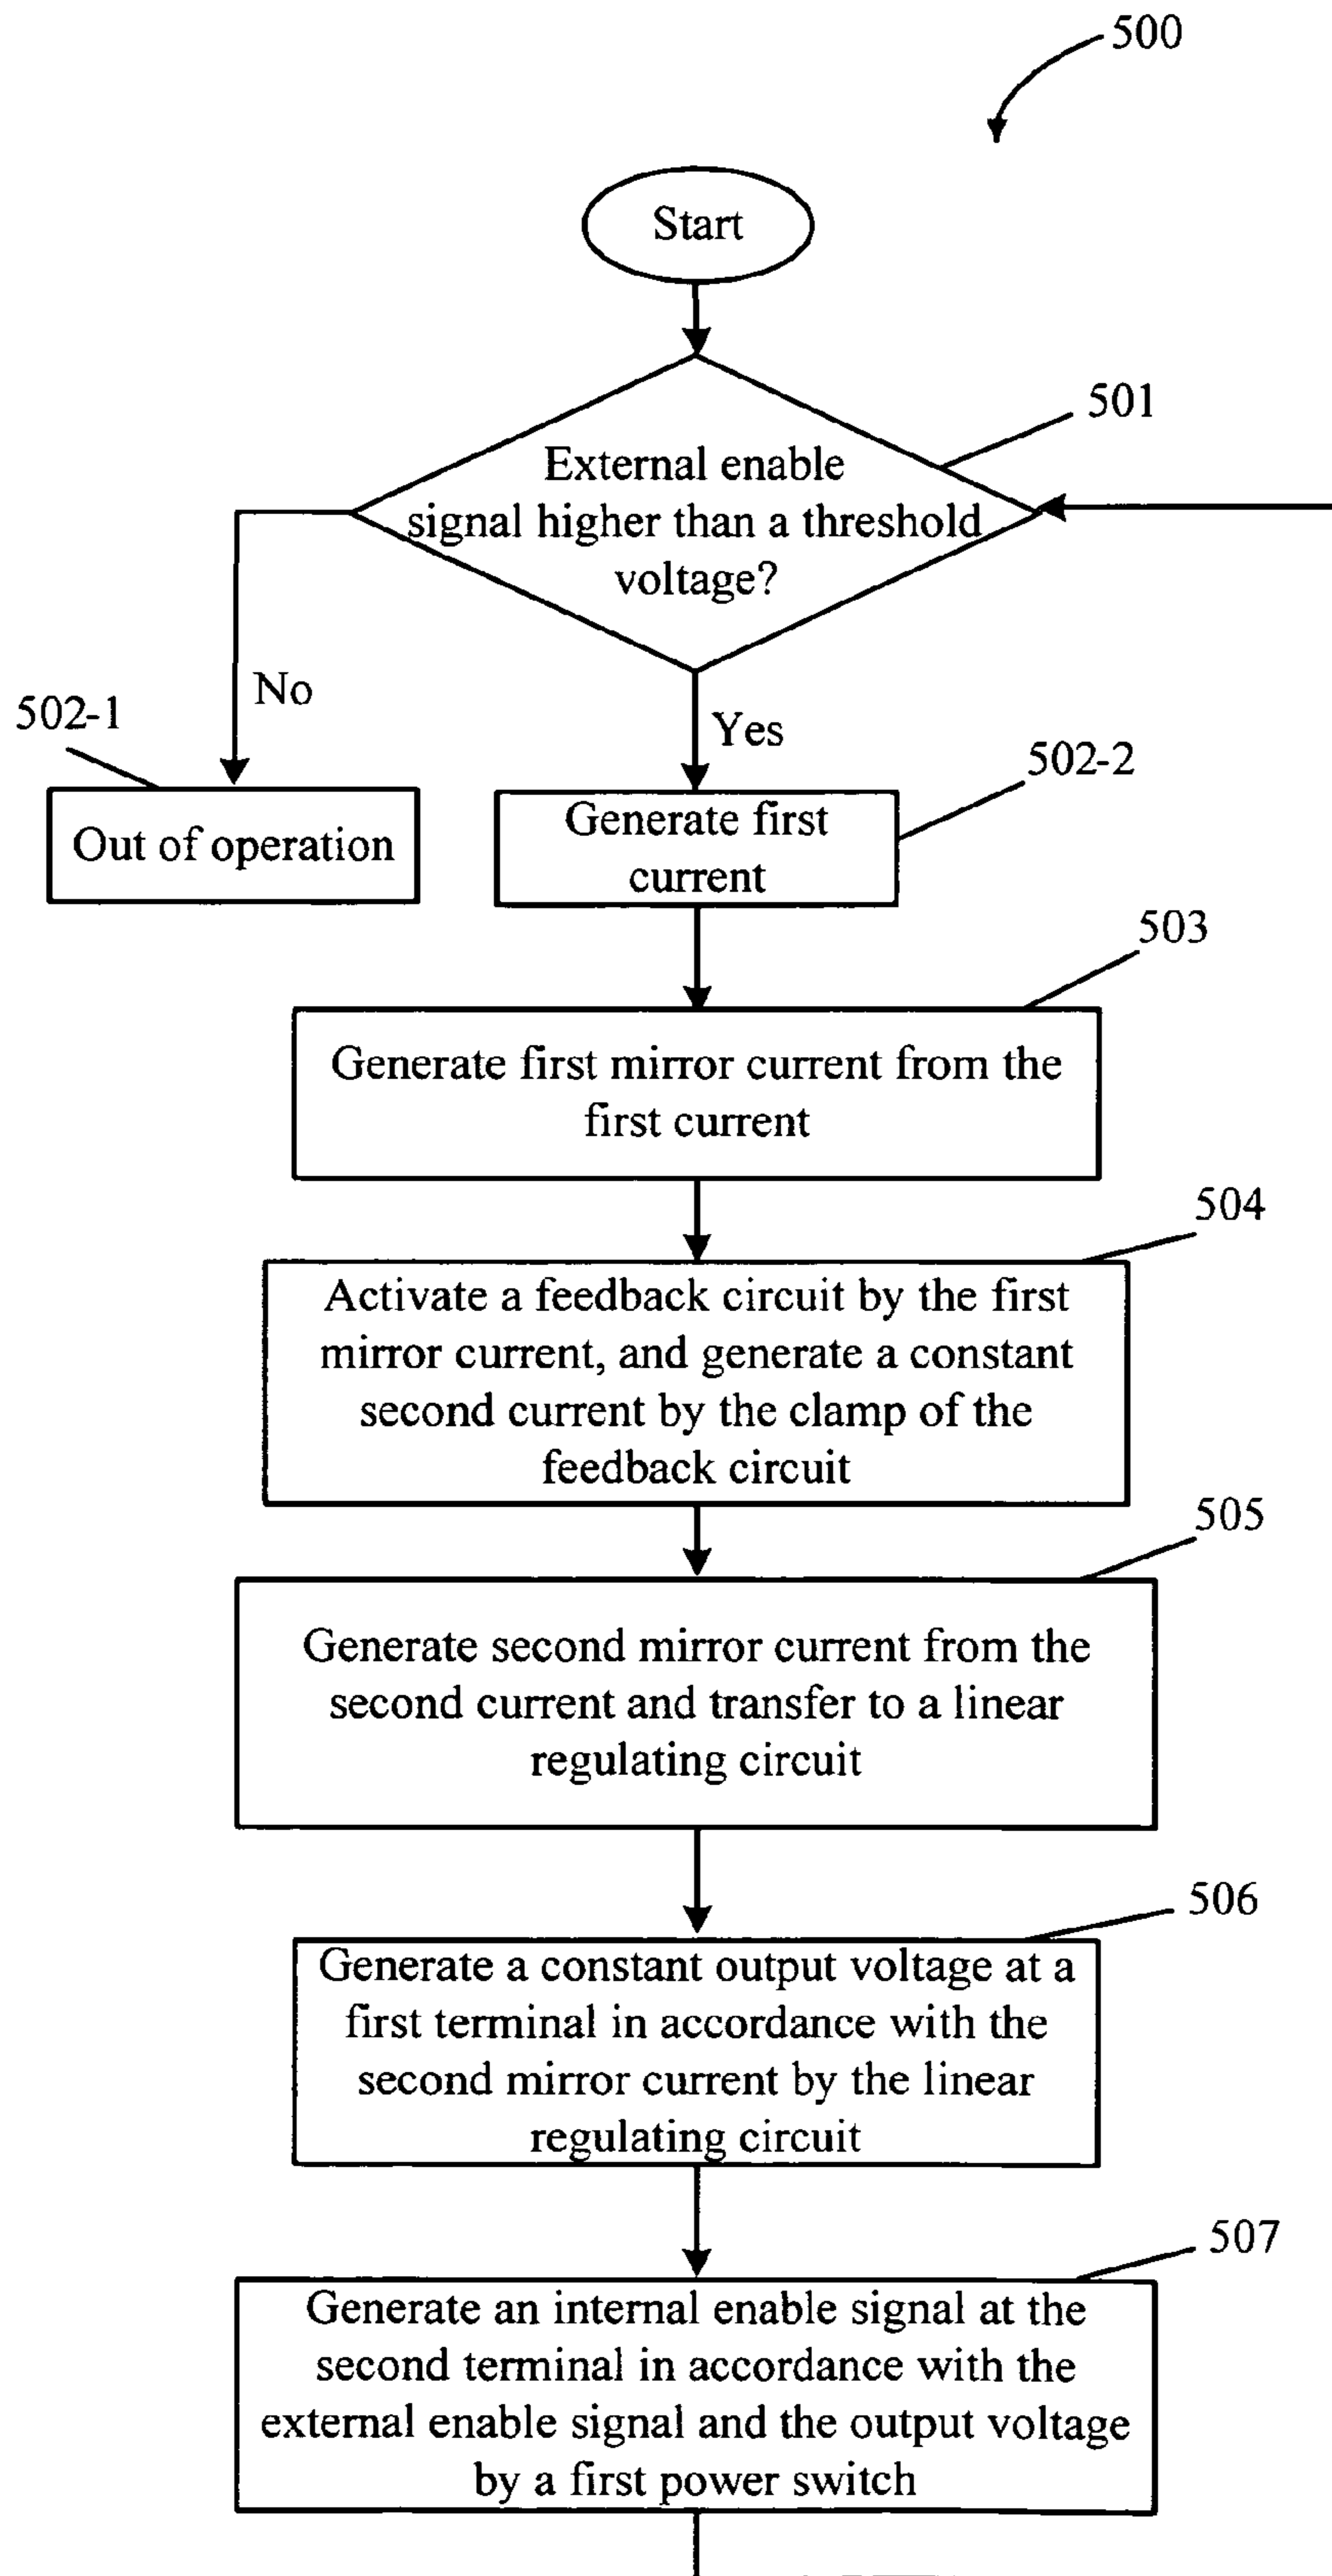 500
Start
501
External enable
signal higher than a threshold
voltage?
No
Yes
502-1
502-2
Out of operation
Generate first
current
503
Generate first mirror current from the
first current
504
Activate a feedback circuit by the first
mirror current, and generate a constant
second current by the clamp of the
feedback circuit
505
Generate second mirror current from the
second current and transfer to a linear
regulating circuit
506
Generate a constant output voltage at a
first terminal in accordance with the
second mirror current by the linear
regulating circuit
507
Generate an internal enable signal at the
second terminal in accordance with the
external enable signal and the output voltage
by a first power switch